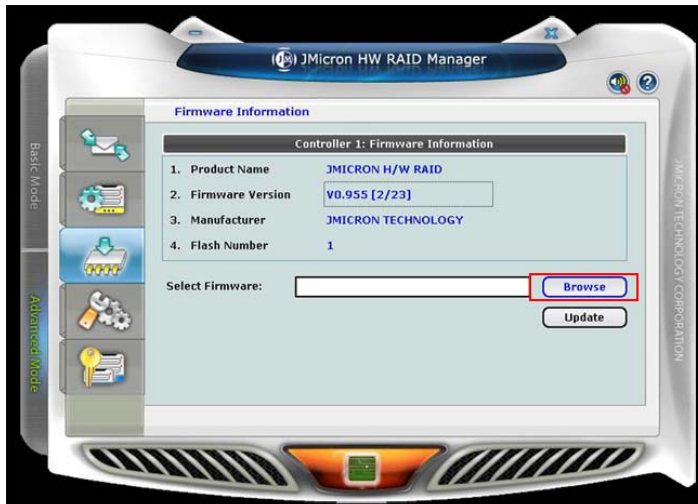 JMicron HW RAID Manager
Firmware Information
Controller 1: Firmware Information
1. Product Name JMICRON H/W RAID
2. Firmware Version V0.955 [2/23]
3. Manufacturer JMICRON TECHNOLOGY
4. Flash Number 1
Select Firmware: Browse
Update
Basic Mode
Advanced Mode
JMICRON TECHNOLOGY CORPORATION